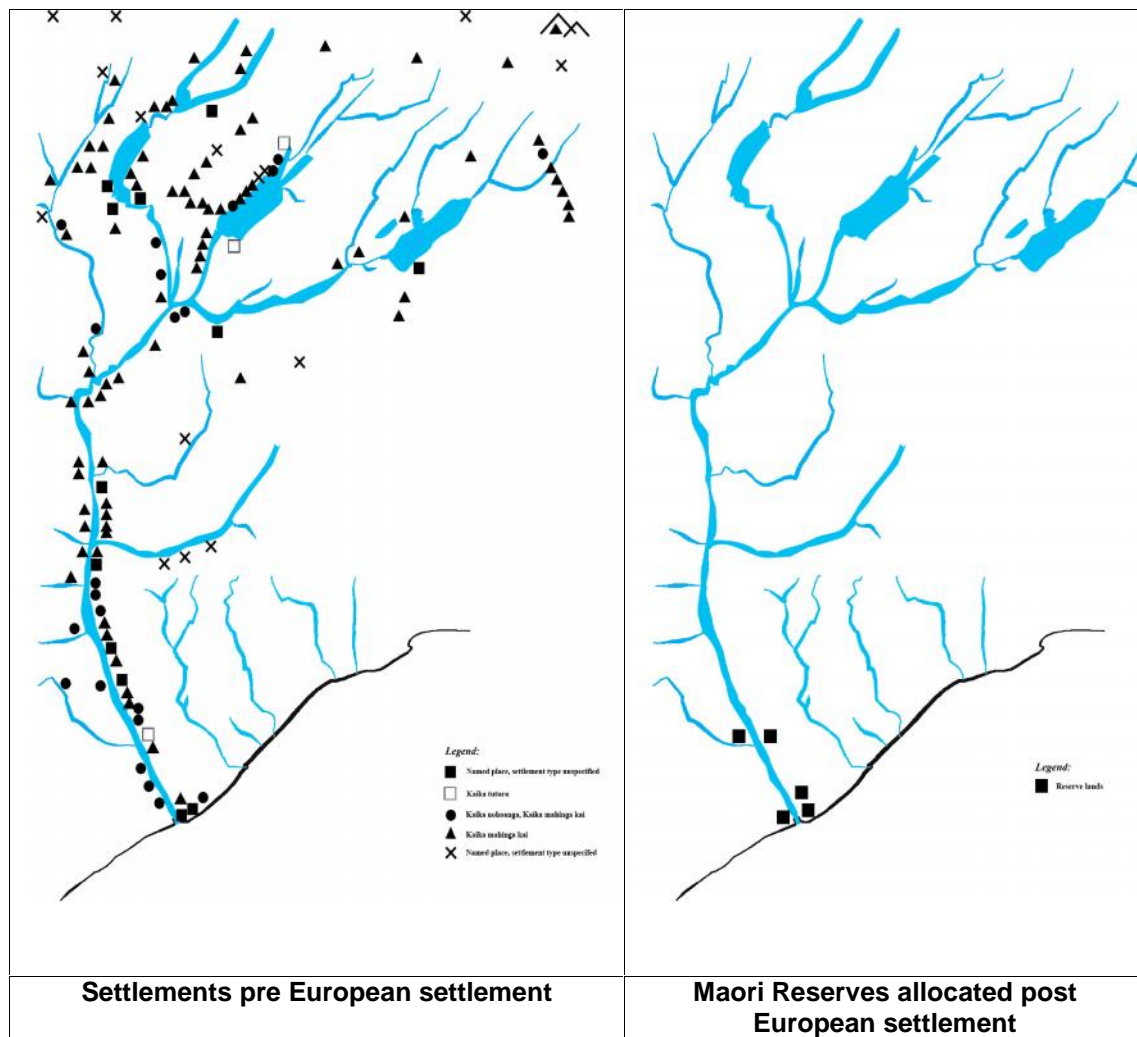 Legend:
Named place, settlement type unspecified
Kaika tuturu
Kaika nohoanga, Kaika mahinga kai
Kaika mahinga kai
Named place, settlement type unspecifed
Legend:
Reserve lands
Settlements pre European settlement
Maori Reserves allocated post
European settlement